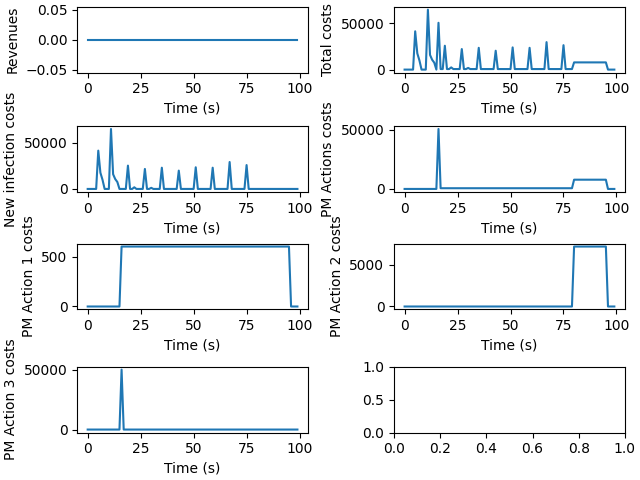 Revenues
0.05
0.00
−0.05
0 25 50 75 100
Time (s)
Total costs
50000
0
0 25 50 75 100
Time (s)
New infection costs
50000
0
0 25 50 75 100
Time (s)
PM Actions costs
50000
0
0 25 50 75 100
Time (s)
PM Action 1 costs
500
0
0 25 50 75 100
Time (s)
PM Action 2 costs
5000
0
0 25 50 75 100
Time (s)
PM Action 3 costs
50000
0
0 25 50 75 100
Time (s)
1.0
0.5
0.0
0.0 0.2 0.4 0.6 0.8 1.0